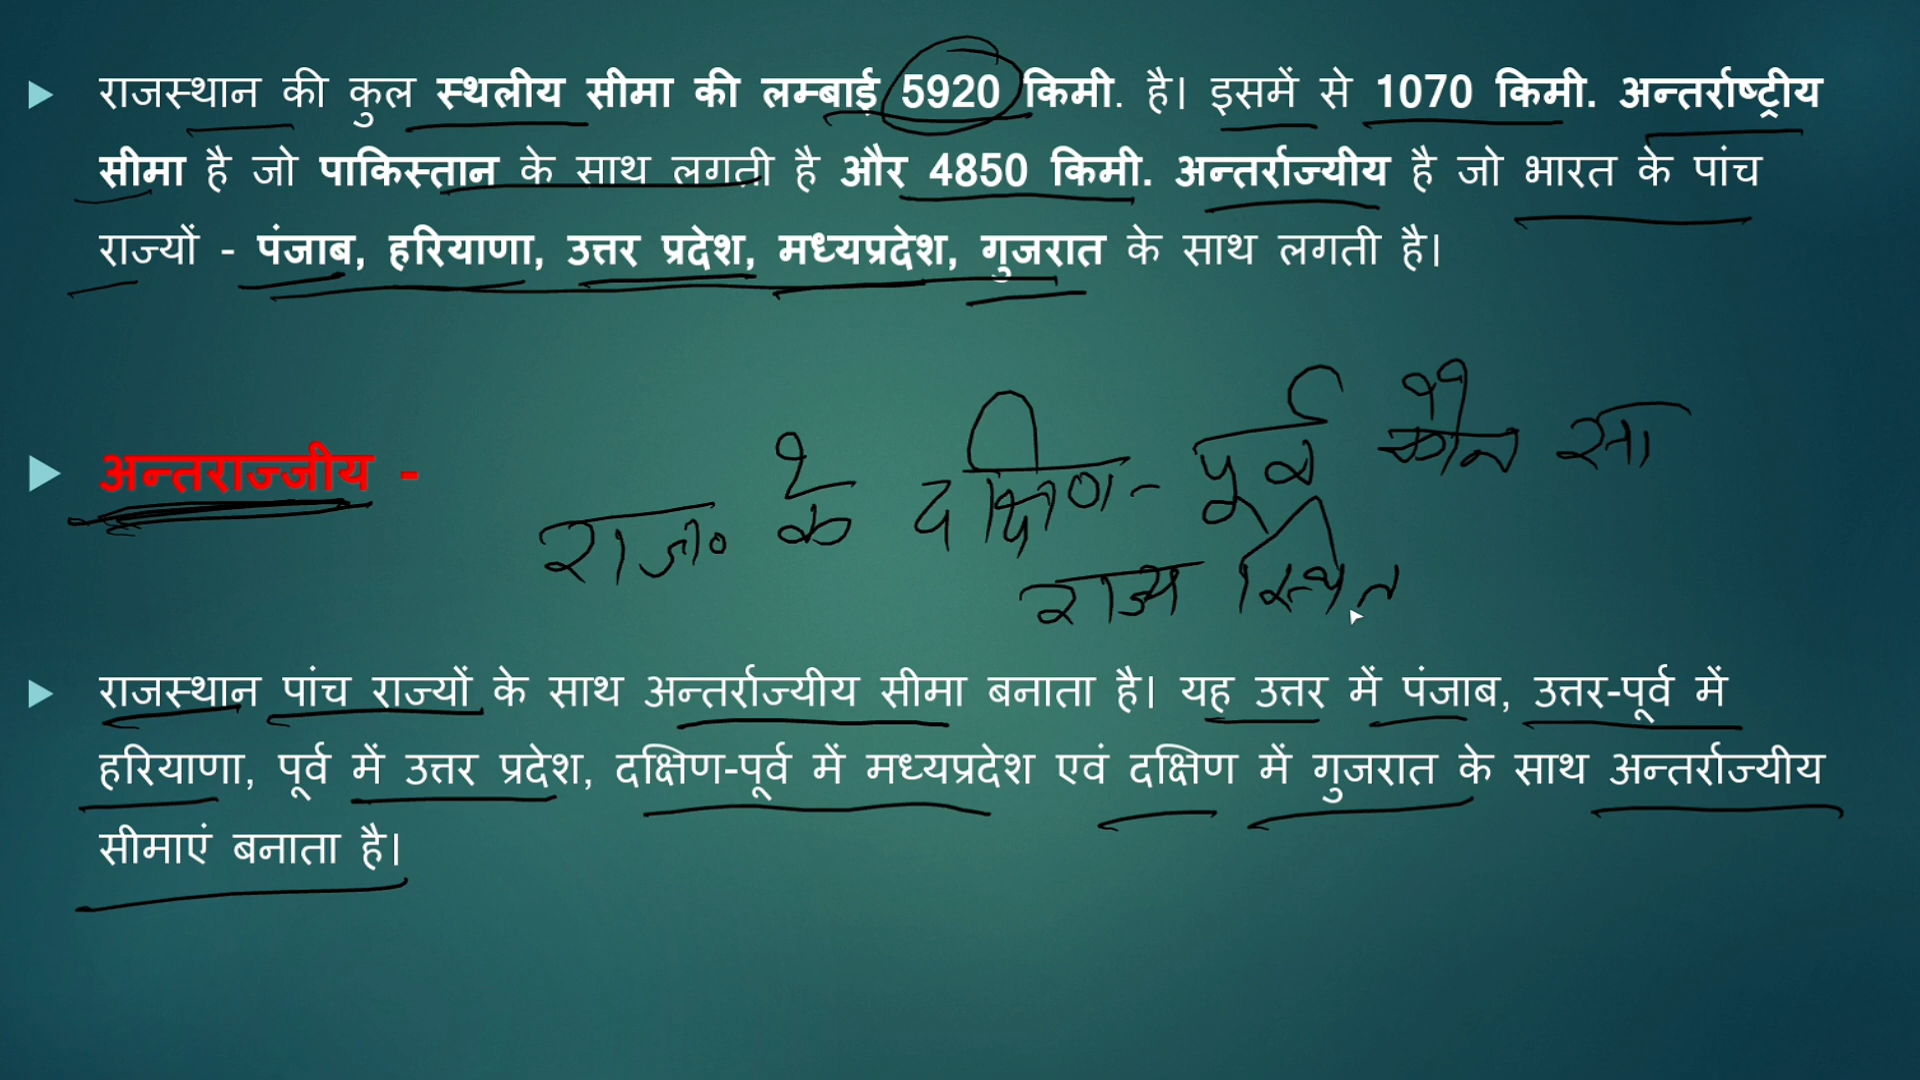 राजस्थान की कुल स्थलीय सीमा की लम्बाई 5920 किमी. है। इसमें से 1070 किमी. अन्तर्राष्ट्रीय
सीमा है जो पाकिस्तान के साथ लगती है और 4850 किमी. अन्तर्राज्यीय है जो भारत के पांच
राज्यों - पंजाब, हरियाणा, उत्तर प्रदेश, मध्यप्रदेश, गुजरात के साथ लगती है।
अन्तराज्जीय -
राज॰ के दक्षिण-पूर्व कौन सा
राज्य स्थित
राजस्थान पांच राज्यों के साथ अन्तर्राज्यीय सीमा बनाता है। यह उत्तर में पंजाब, उत्तर-पूर्व में
हरियाणा, पूर्व में उत्तर प्रदेश, दक्षिण-पूर्व में मध्यप्रदेश एवं दक्षिण में गुजरात के साथ अन्तर्राज्यीय
सीमाएं बनाता है।